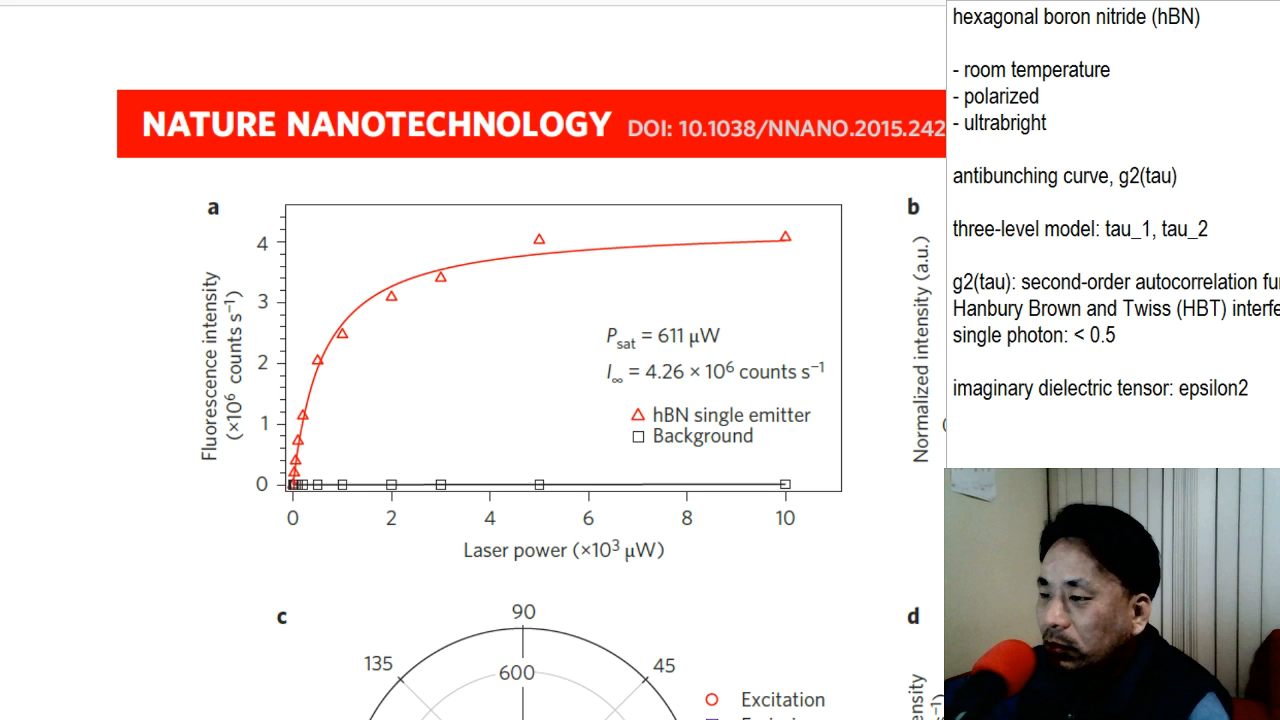 NATURE NANOTECHNOLOGY DOI: 10.1038/NNANO.2015.242
a
Fluorescence intensity
(×10⁶ counts s⁻¹)
4
3
2
1
0
P_sat = 611 µW
I_∞ = 4.26 × 10⁶ counts s⁻¹
hBN single emitter
Background
0 2 4 6 8 10
Laser power (×10³ µW)
b
Normalized intensity (a.u.)
c
90
135
45
600
Excitation
d
hexagonal boron nitride (hBN)
- room temperature
- polarized
- ultrabright
antibunching curve, g2(tau)
three-level model: tau_1, tau_2
g2(tau): second-order autocorrelation fu
Hanbury Brown and Twiss (HBT) interfe
single photon: < 0.5
imaginary dielectric tensor: epsilon2